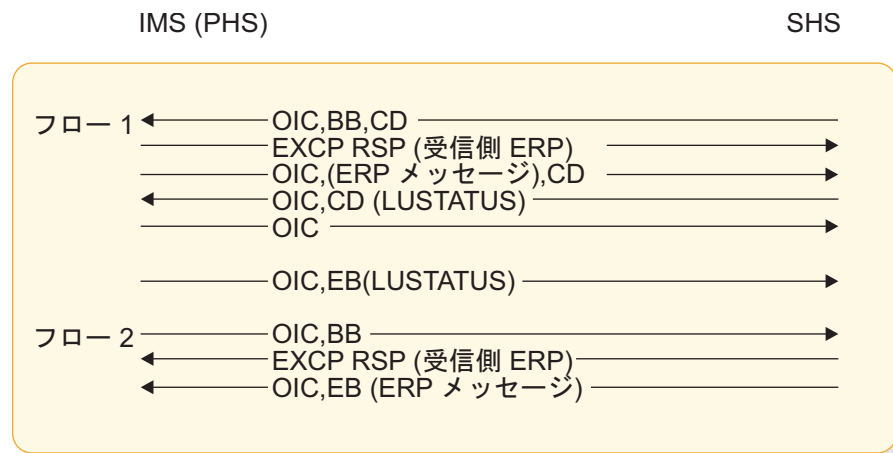 IMS (PHS) SHS
フロー 1 OIC,BB,CD
EXCP RSP (受信側 ERP)
OIC,(ERP メッセージ),CD
OIC,CD (LUSTATUS)
OIC
OIC,EB(LUSTATUS)
フロー 2 OIC,BB
EXCP RSP (受信側 ERP)
OIC,EB (ERP メッセージ)